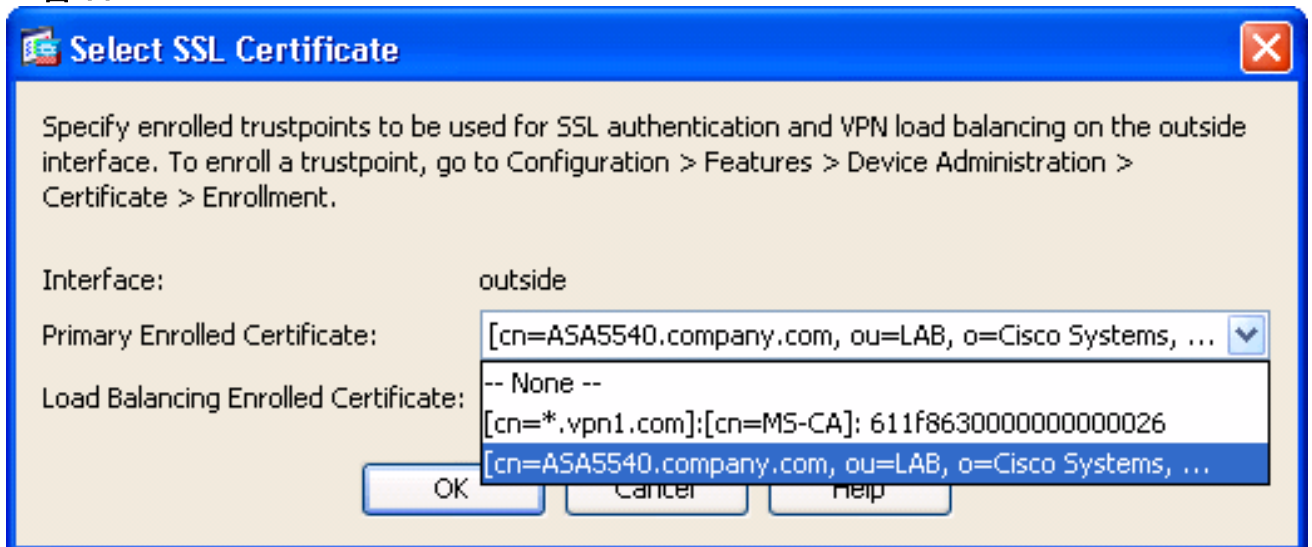 Select SSL Certificate
Specify enrolled trustpoints to be used for SSL authentication and VPN load balancing on the outside
interface. To enroll a trustpoint, go to Configuration > Features > Device Administration >
Certificate > Enrollment.
Interface: outside
Primary Enrolled Certificate: [cn=ASA5540.company.com, ou=LAB, o=Cisco Systems, ...
-- None --
Load Balancing Enrolled Certificate:
[cn=*.vpn1.com]:[cn=MS-CA]: 611f8630000000000026
[cn=ASA5540.company.com, ou=LAB, o=Cisco Systems, ...
OK Cancel Help